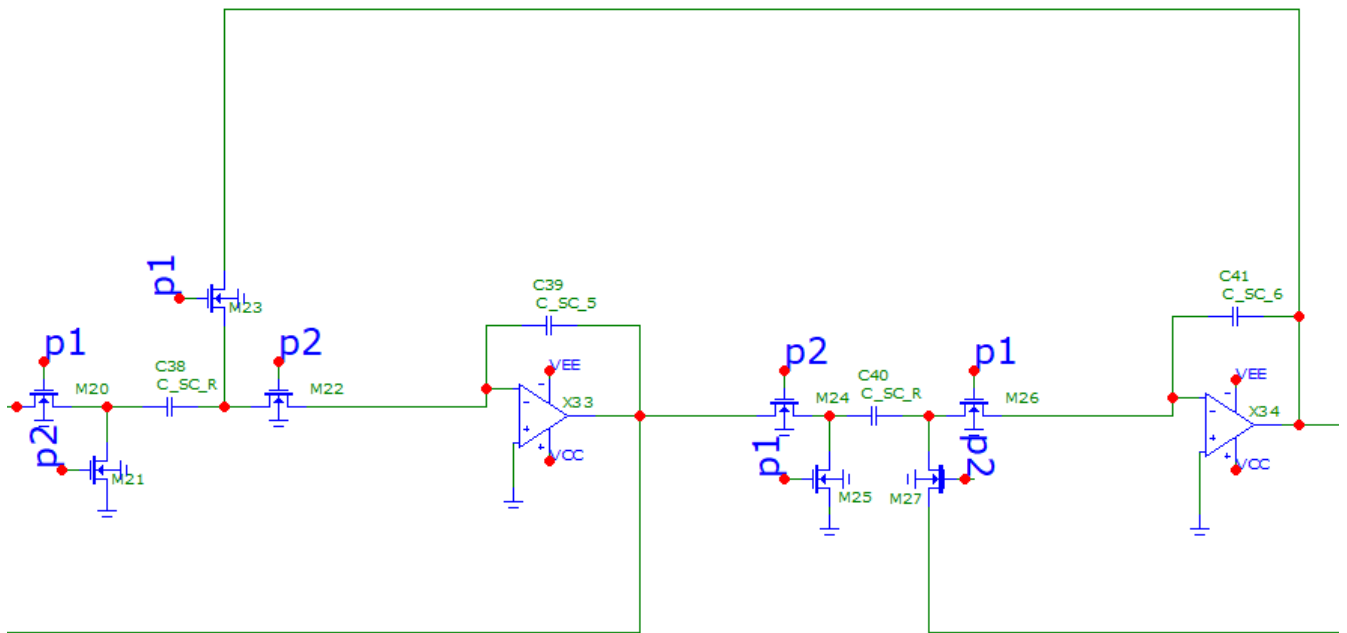 p1
M23
p1
M20
C38
C_SC_R
p2
M22
p2
M21
C39
C_SC_5
VEE
X33
VCC
p2
M24
C40
C_SC_R
p1
M26
p1
M25
M27
p2
C41
C_SC_6
VEE
X34
VCC